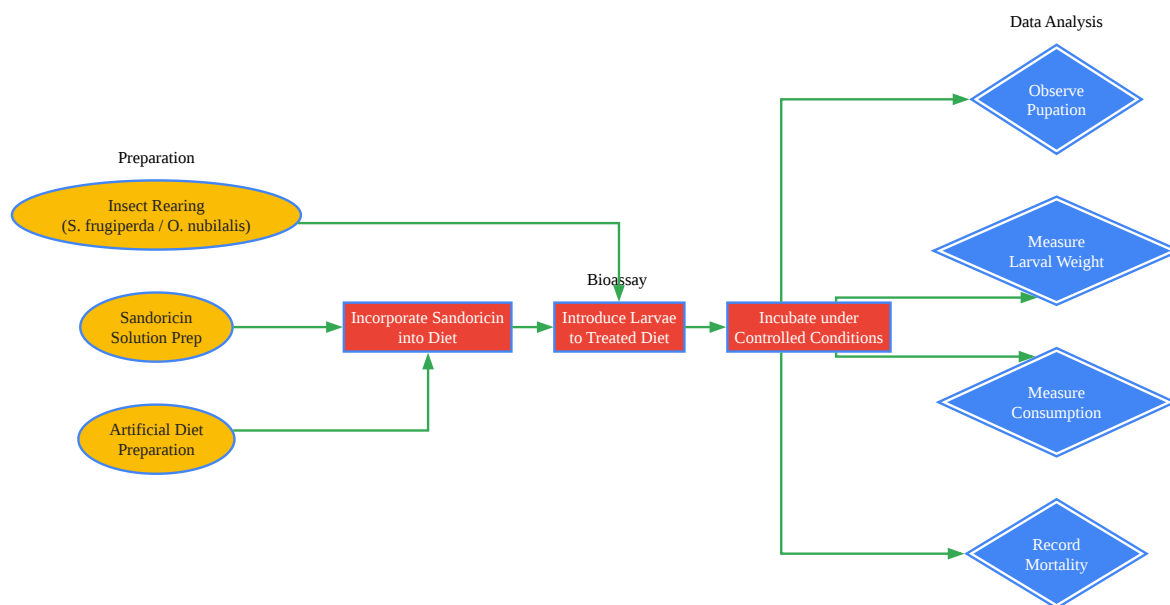 Data Analysis
Observe
Pupation
Preparation
Insect Rearing
(S. frugiperda / O. nubilalis)
Measure
Larval Weight
Bioassay
Sandoricin
Solution Prep
Incorporate Sandoricin
into Diet
Introduce Larvae
to Treated Diet
Incubate under
Controlled Conditions
Measure
Consumption
Artificial Diet
Preparation
Record
Mortality